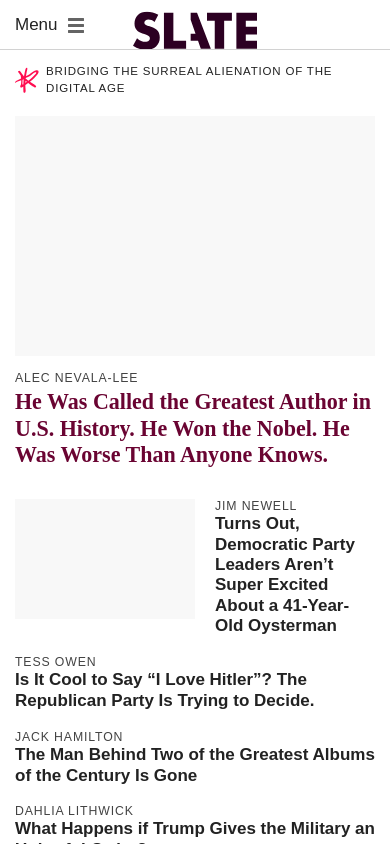 Menu
SLATE
BRIDGING THE SURREAL ALIENATION OF THE
DIGITAL AGE
ALEC NEVALA-LEE
He Was Called the Greatest Author in
U.S. History. He Won the Nobel. He
Was Worse Than Anyone Knows.
JIM NEWELL
Turns Out,
Democratic Party
Leaders Aren’t
Super Excited
About a 41-Year-
Old Oysterman
TESS OWEN
Is It Cool to Say “I Love Hitler”? The
Republican Party Is Trying to Decide.
JACK HAMILTON
The Man Behind Two of the Greatest Albums
of the Century Is Gone
DAHLIA LITHWICK
What Happens if Trump Gives the Military an